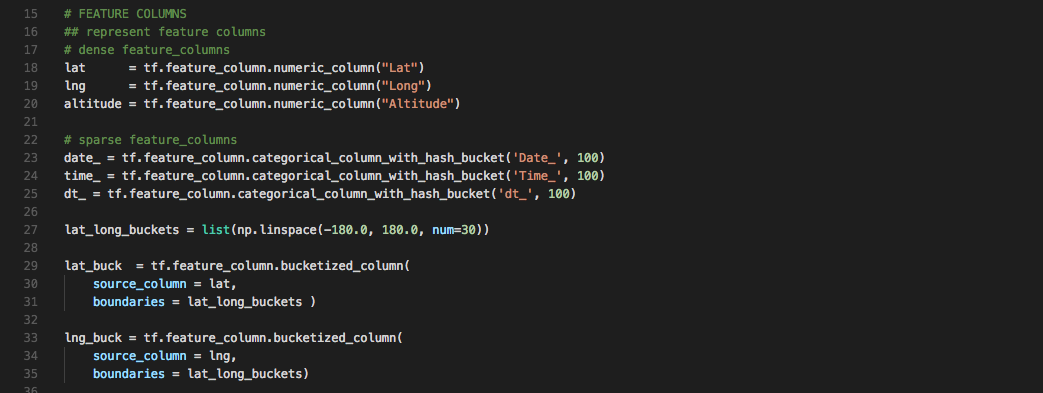 15 # FEATURE COLUMNS
16 ## represent feature columns
17 # dense feature_columns
18 lat      = tf.feature_column.numeric_column("Lat")
19 lng      = tf.feature_column.numeric_column("Long")
20 altitude = tf.feature_column.numeric_column("Altitude")
21
22 # sparse feature_columns
23 date_ = tf.feature_column.categorical_column_with_hash_bucket('Date_', 100)
24 time_ = tf.feature_column.categorical_column_with_hash_bucket('Time_', 100)
25 dt_ = tf.feature_column.categorical_column_with_hash_bucket('dt_', 100)
26
27 lat_long_buckets = list(np.linspace(-180.0, 180.0, num=30))
28
29 lat_buck  = tf.feature_column.bucketized_column(
30     source_column = lat,
31     boundaries = lat_long_buckets )
32
33 lng_buck = tf.feature_column.bucketized_column(
34     source_column = lng,
35     boundaries = lat_long_buckets)
36